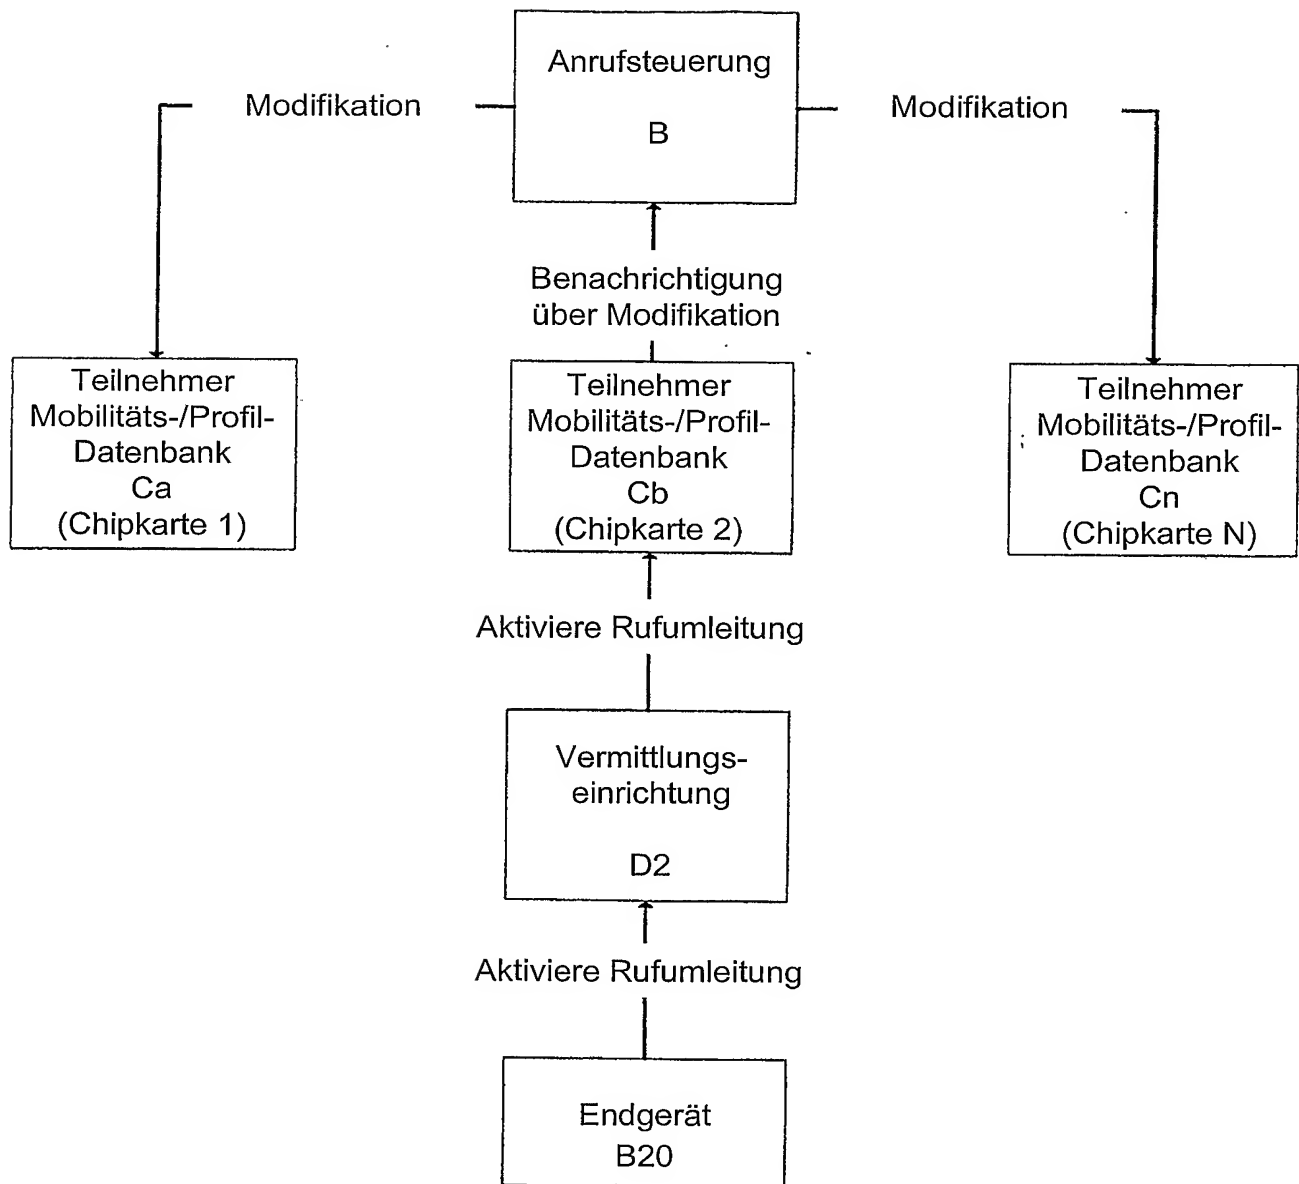 Anrufsteuerung
B
Modifikation
Modifikation
Benachrichtigung
über Modifikation
Teilnehmer
Mobilitäts-/Profil-
Datenbank
Ca
(Chipkarte 1)
Teilnehmer
Mobilitäts-/Profil-
Datenbank
Cb
(Chipkarte 2)
Teilnehmer
Mobilitäts-/Profil-
Datenbank
Cn
(Chipkarte N)
Aktiviere Rufumleitung
Vermittlungs-
einrichtung
D2
Aktiviere Rufumleitung
Endgerät
B20